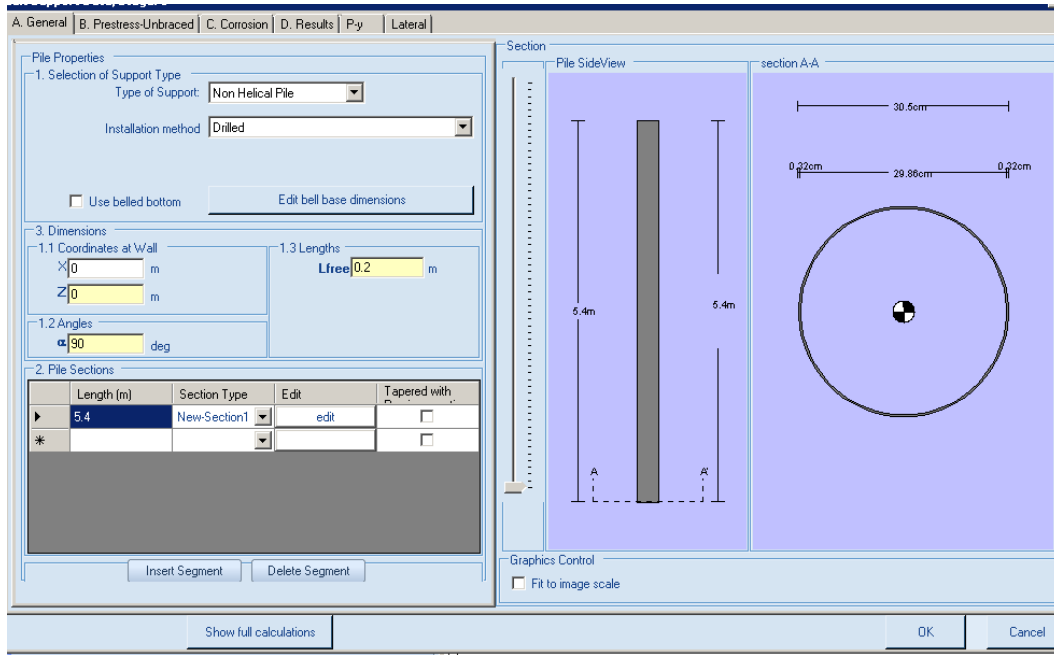 A. General
B. Prestress-Unbraced
C. Corrosion
D. Results
P-y
Lateral
Pile Properties
1. Selection of Support Type
Type of Support:
Non Helical Pile
Installation method
Drilled
Use belled bottom
Edit bell base dimensions
3. Dimensions
1.1 Coordinates at Wall
X 0 m
Z 0 m
1.3 Lengths
Lfree 0.2 m
1.2 Angles
α 90 deg
2. Pile Sections
Length (m) Section Type Edit Tapered with
5.4 New-Section1 edit
Insert Segment
Delete Segment
Section
Pile SideView
5.4m
5.4m
A A'
section A-A
30.5cm
0.32cm 29.86cm 0.32cm
Graphics Control
Fit to image scale
Show full calculations
OK
Cancel